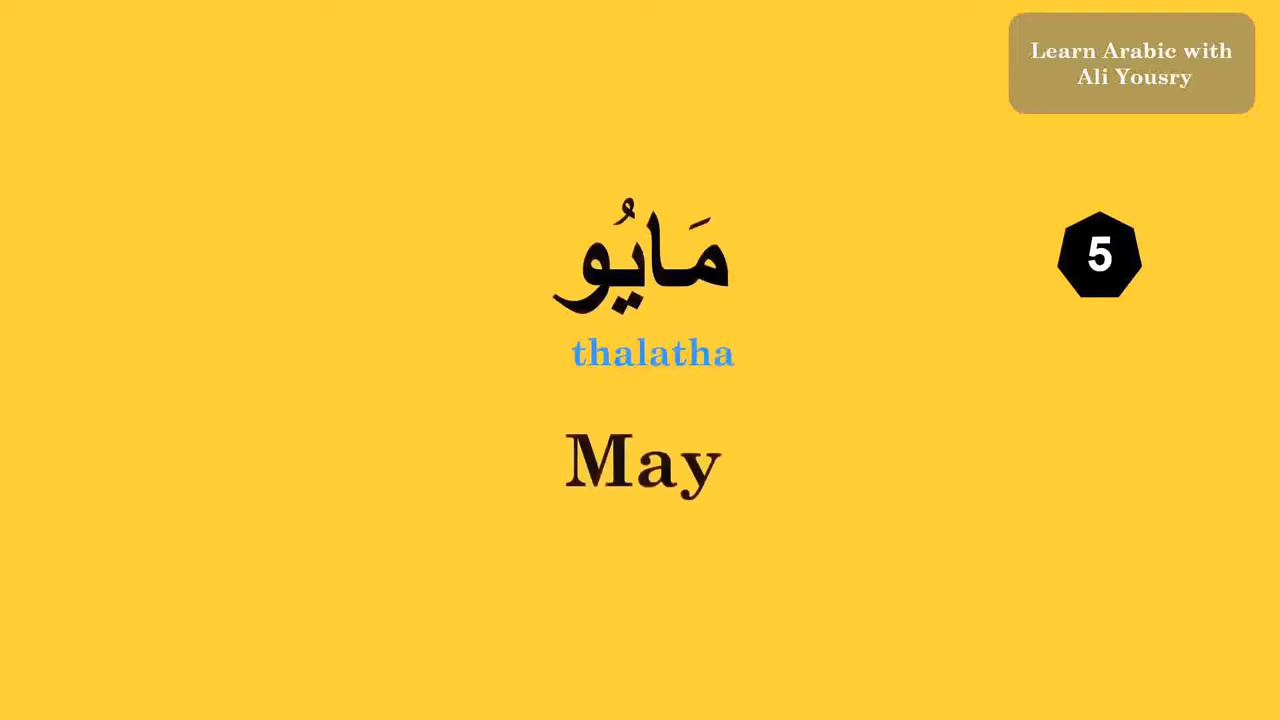 Learn Arabic with
Ali Yousry
مَايُو
5
thalatha
May